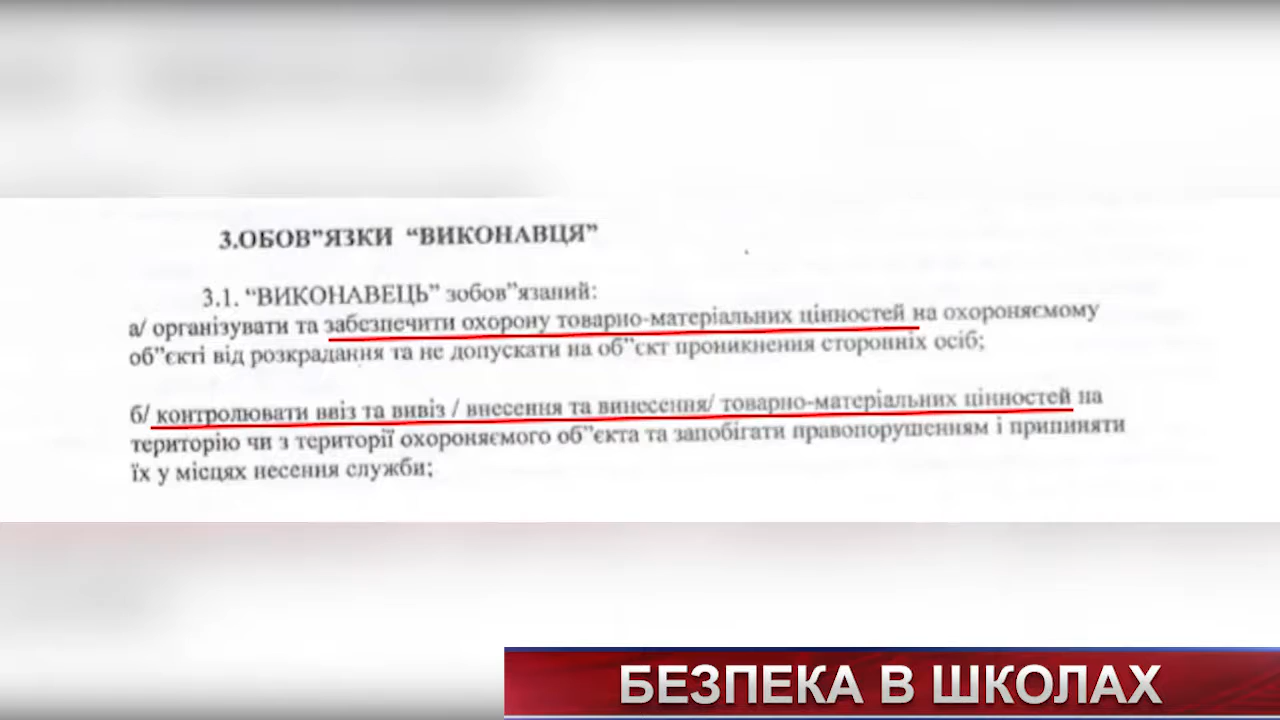 3.ОБОВ”ЯЗКИ “ВИКОНАВЦЯ”
3.1. “ВИКОНАВЕЦЬ” зобов”язаний:
а/ організувати та забезпечити охорону товарно-матеріальних цінностей на охороняємому
об”єкті від розкрадання та не допускати на об”єкт проникнення сторонніх осіб;
б/ контролювати ввіз та вивіз / внесення та винесення/ товарно-матеріальних цінностей на
територію чи з території охороняємого об”єкта та запобігати правопорушенням і припиняти
їх у місцях несення служби;
БЕЗПЕКА В ШКОЛАХ